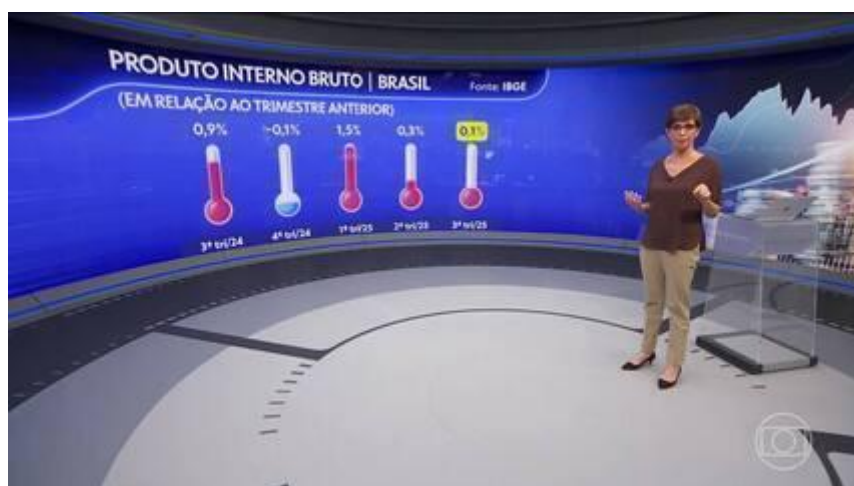 PRODUTO INTERNO BRUTO | BRASIL Fonte: IBGE
(EM RELAÇÃO AO TRIMESTRE ANTERIOR)
0,9% -0,1% 1,5% 0,3% 0,1%
3º tri/24 4º tri/24 1º tri/25 2º tri/25 3º tri/25